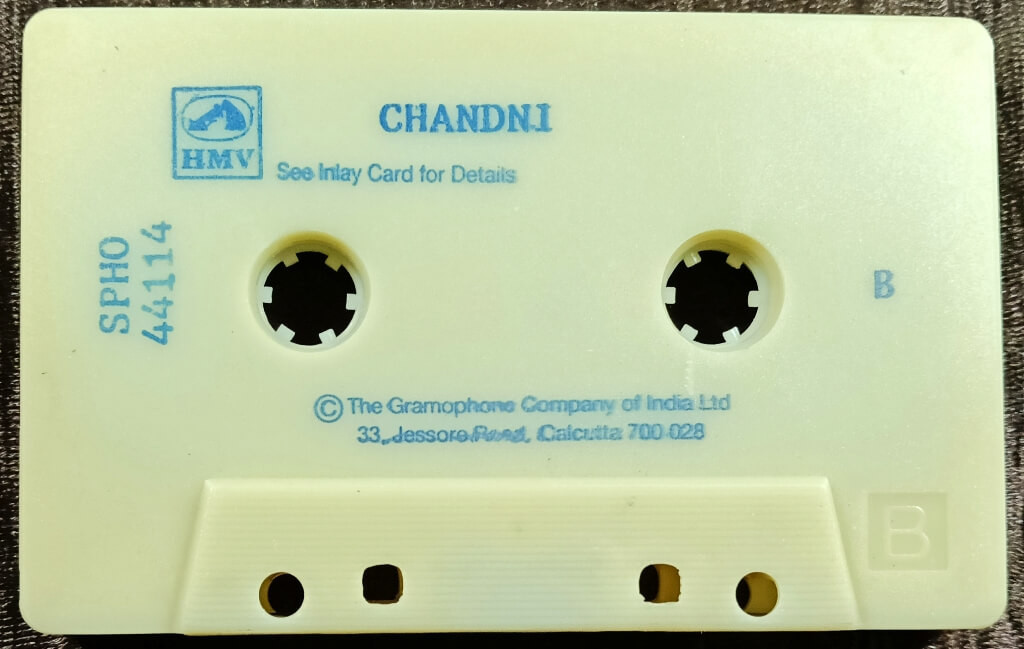 CHANDNI
HMV
See Inlay Card for Details
SPHO
44114
B
© The Gramophone Company of India Ltd
33, Jessore Road, Calcutta 700 028
B